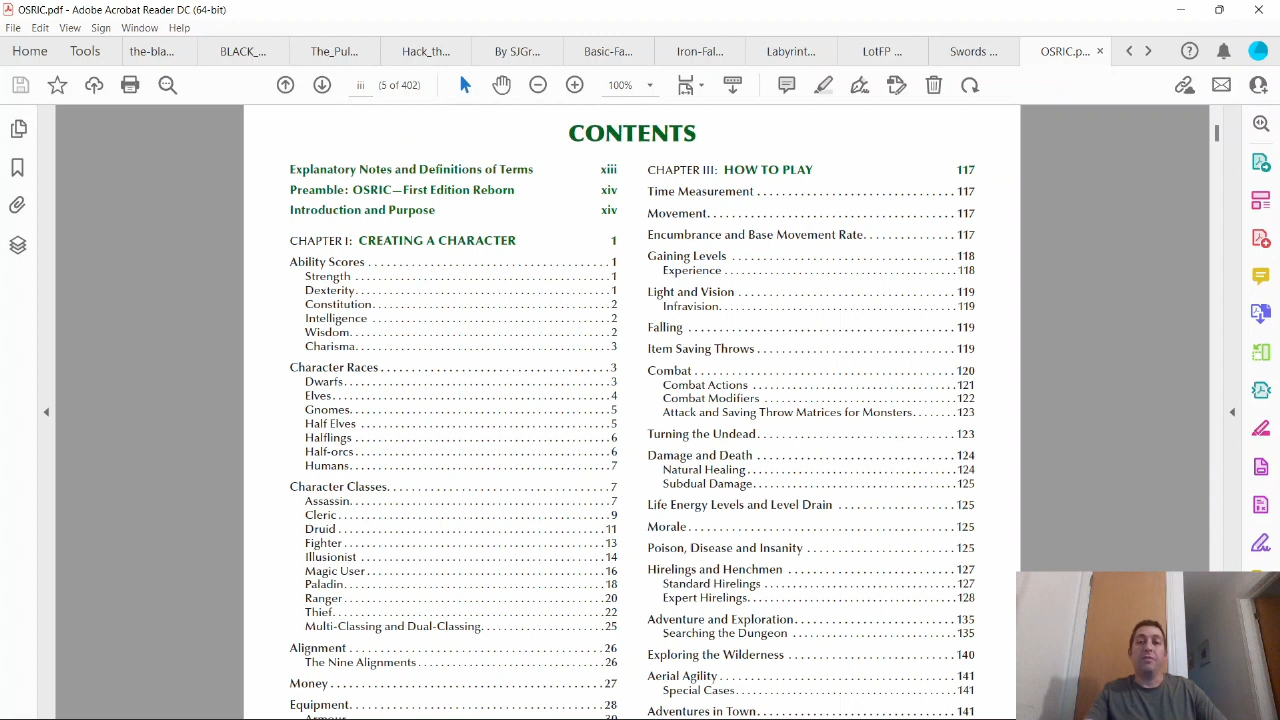 OSRIC.pdf - Adobe Acrobat Reader DC (64-bit)
File Edit View Sign Window Help
Home Tools the-bla... BLACK_... The_Pul... Hack_th... By SJGr... Basic-Fa... Iron-Fal... Labyrint... LotFP ... Swords ... OSRIC.p...
iii (5 of 402) 100%
CONTENTS
Explanatory Notes and Definitions of Terms xiii
Preamble: OSRIC—First Edition Reborn xiv
Introduction and Purpose xiv
CHAPTER I: CREATING A CHARACTER 1
Ability Scores 1
Strength 1
Dexterity 1
Constitution 2
Intelligence 2
Wisdom 2
Charisma 3
Character Races 3
Dwarfs 3
Elves 4
Gnomes 5
Half Elves 5
Halflings 6
Half-orcs 6
Humans 7
Character Classes 7
Assassin 7
Cleric 9
Druid 11
Fighter 13
Illusionist 14
Magic User 16
Paladin 18
Ranger 20
Thief 22
Multi-Classing and Dual-Classing 25
Alignment 26
The Nine Alignments 26
Money 27
Equipment 28
Armour 30
CHAPTER III: HOW TO PLAY 117
Time Measurement 117
Movement 117
Encumbrance and Base Movement Rate 117
Gaining Levels 118
Experience 118
Light and Vision 119
Infravision 119
Falling 119
Item Saving Throws 119
Combat 120
Combat Actions 121
Combat Modifiers 122
Attack and Saving Throw Matrices for Monsters 123
Turning the Undead 123
Damage and Death 124
Natural Healing 124
Subdual Damage 125
Life Energy Levels and Level Drain 125
Morale 125
Poison, Disease and Insanity 125
Hirelings and Henchmen 127
Standard Hirelings 127
Expert Hirelings 128
Adventure and Exploration 135
Searching the Dungeon 135
Exploring the Wilderness 140
Aerial Agility 141
Special Cases 141
Adventures in Town 141